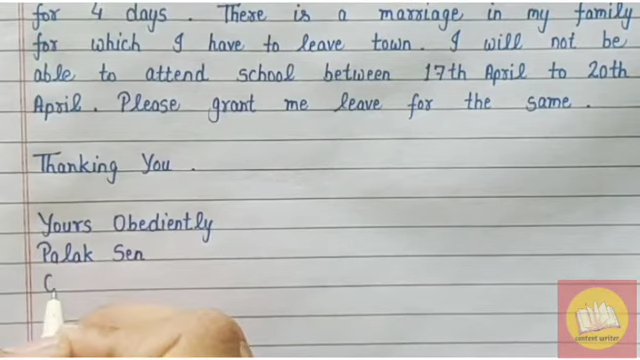 for 4 days. There is a marriage in my family
for which I have to leave town. I will not be
able to attend school between 17th April to 20th
April. Please grant me leave for the same.
Thanking You.
Yours Obediently
Palak Sen
C
content writer